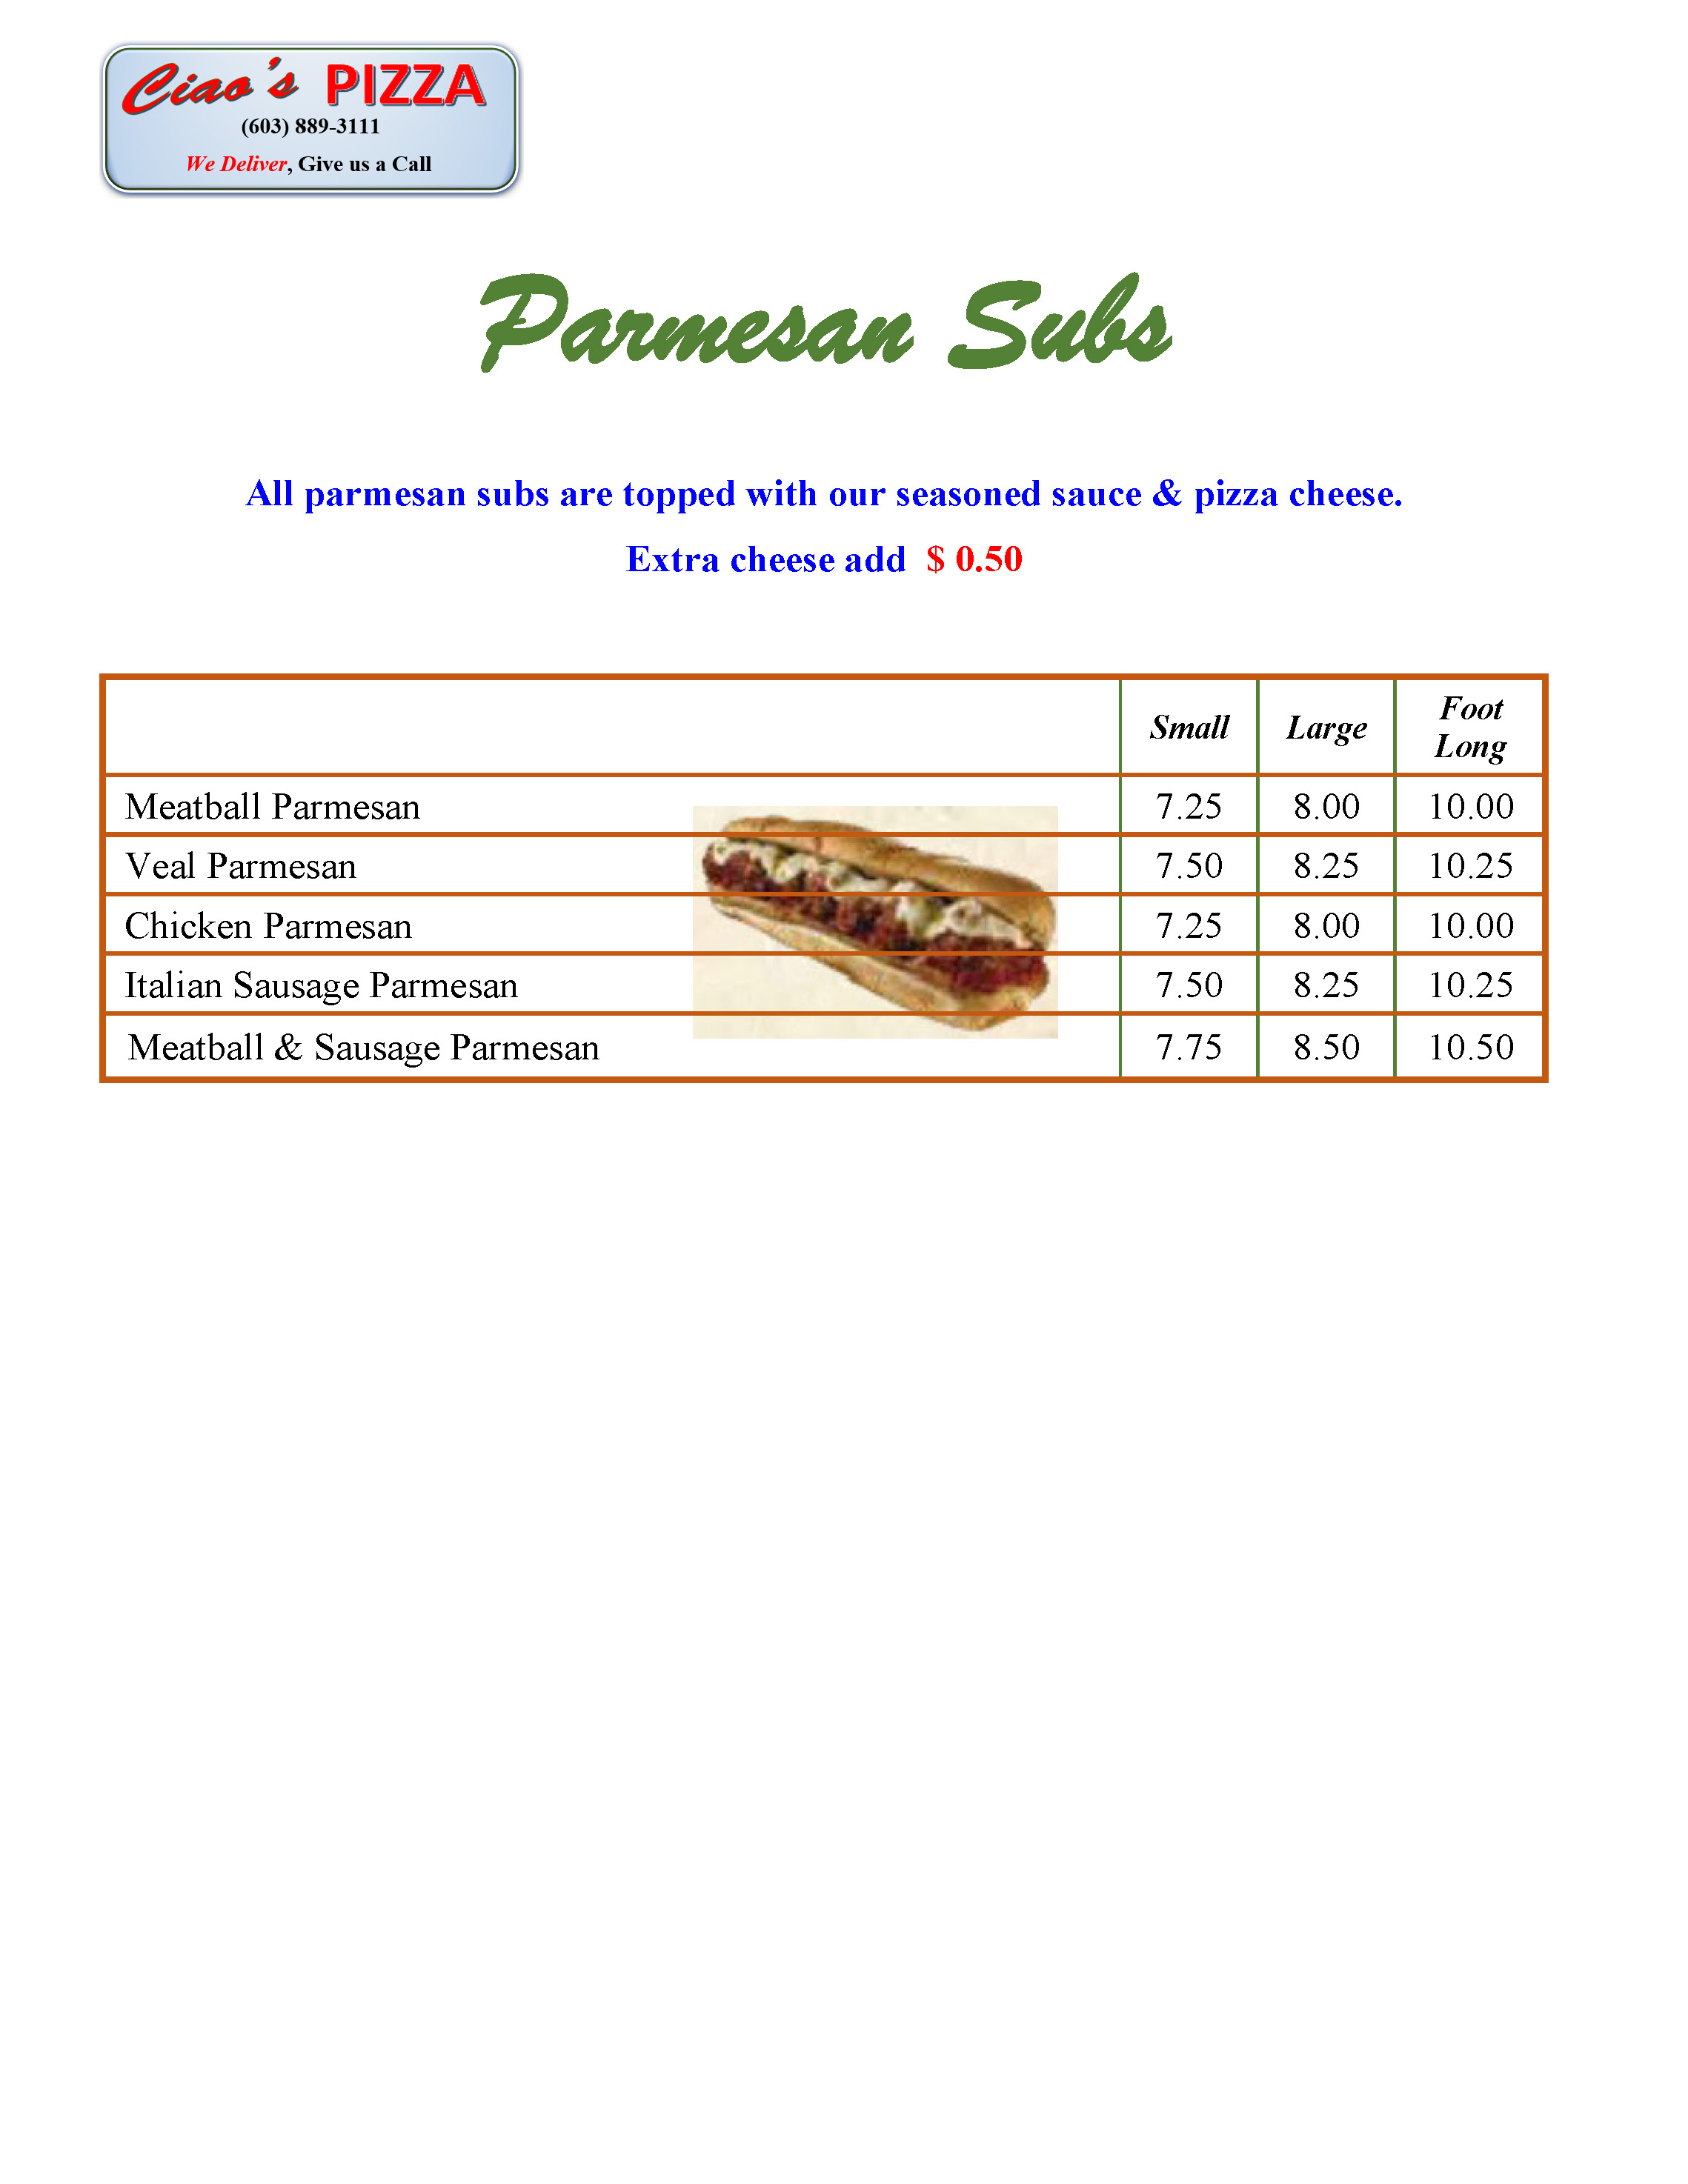 Ciao's PIZZA
(603) 889-3111
We Deliver, Give us a Call
Parmesan Subs
All parmesan subs are topped with our seasoned sauce & pizza cheese.
Extra cheese add $ 0.50
Small Large Foot Long
Meatball Parmesan 7.25 8.00 10.00
Veal Parmesan 7.50 8.25 10.25
Chicken Parmesan 7.25 8.00 10.00
Italian Sausage Parmesan 7.50 8.25 10.25
Meatball & Sausage Parmesan 7.75 8.50 10.50